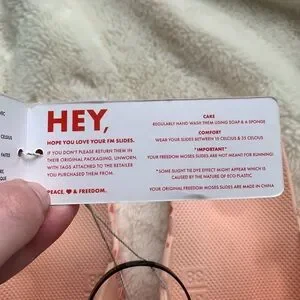 HEY,
HOPE YOU LOVE YOUR FM SLIDES.
IF YOU DON'T PLEASE RETURN THEM IN
THEIR ORIGINAL PACKAGING, UNWORN,
WITH TAGS ATTACHED TO THE RETAILER
YOU PURCHASED THEM FROM.
PEACE, ❤ & FREEDOM.
CARE
REGULARLY HAND WASH THEM USING SOAP & A SPONGE
COMFORT
WEAR YOUR SLIDES BETWEEN 10 CELSIUS & 35 CELSIUS
*IMPORTANT*
YOUR FREEDOM MOSES SLIDES ARE NOT MEANT FOR RUNNING!
*SOME SLIGHT TIE DYE EFFECT MIGHT APPEAR WHICH IS
CAUSED BY THE NATURE OF ECO PLASTIC
YOUR ORIGINAL FREEDOM MOSES SLIDES ARE MADE IN CHINA